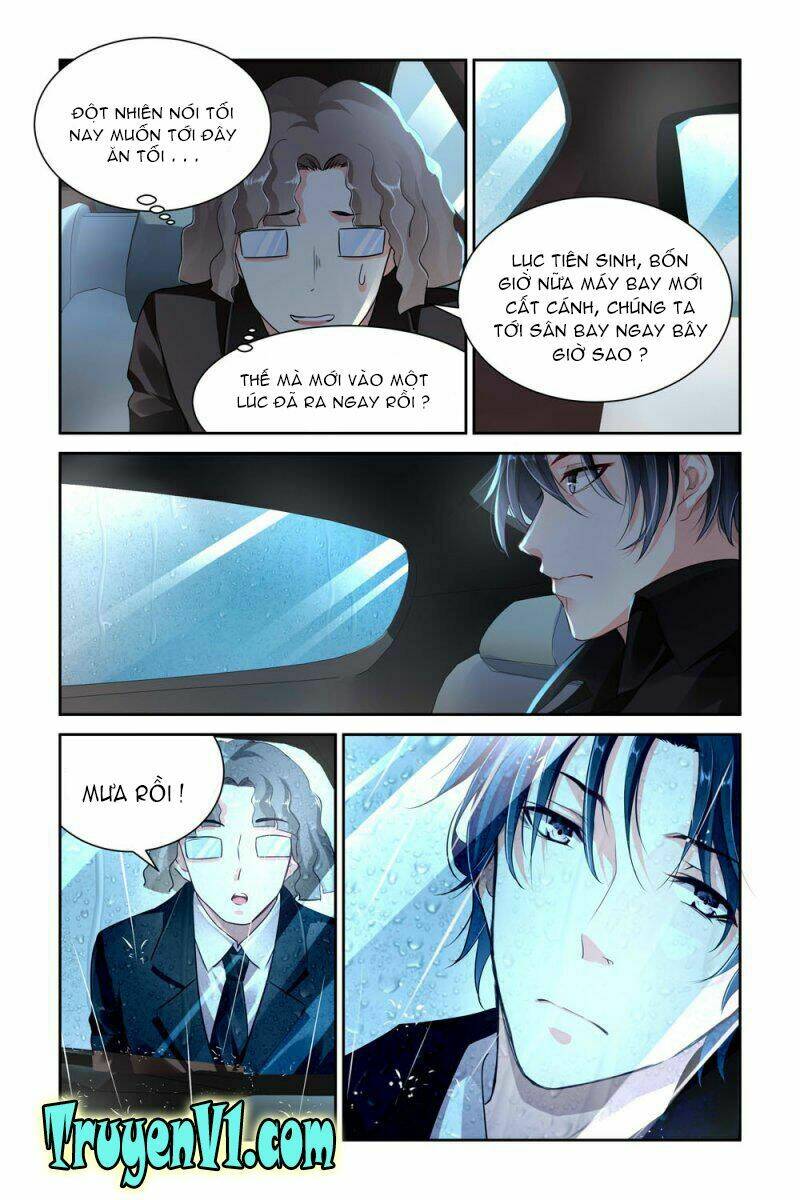 ĐỘT NHIÊN NÓI TỐI
NAY MUỐN TỚI ĐÂY
ĂN TỐI . . .
THẾ MÀ MỚI VÀO MỘT
LÚC ĐÃ RA NGAY RỒI ?
LỤC TIÊN SINH, BỐN
GIỜ NỮA MÁY BAY MỚI
CẤT CÁNH, CHÚNG TA
TỚI SÂN BAY NGAY BÂY
GIỜ SAO ?
MƯA RỒI !
TruyenV1.com